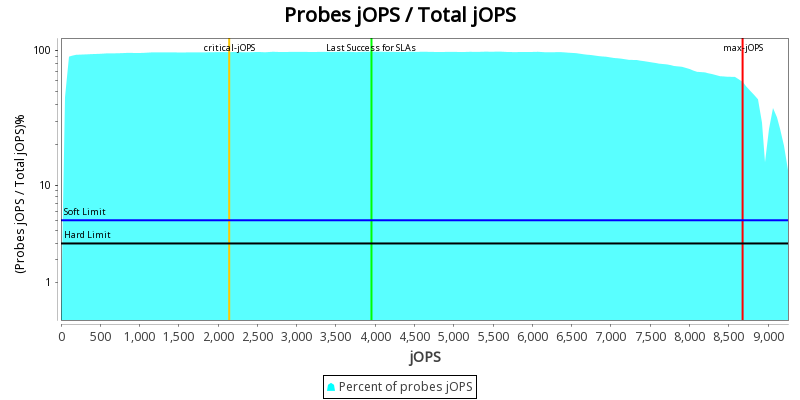 Probes jOPS / Total jOPS
(Probes jOPS / Total jOPS)%
100
10
1
critical-jOPS
Last Success for SLAs
max-jOPS
Soft Limit
Hard Limit
0 500 1,000 1,500 2,000 2,500 3,000 3,500 4,000 4,500 5,000 5,500 6,000 6,500 7,000 7,500 8,000 8,500 9,000
jOPS
Percent of probes jOPS